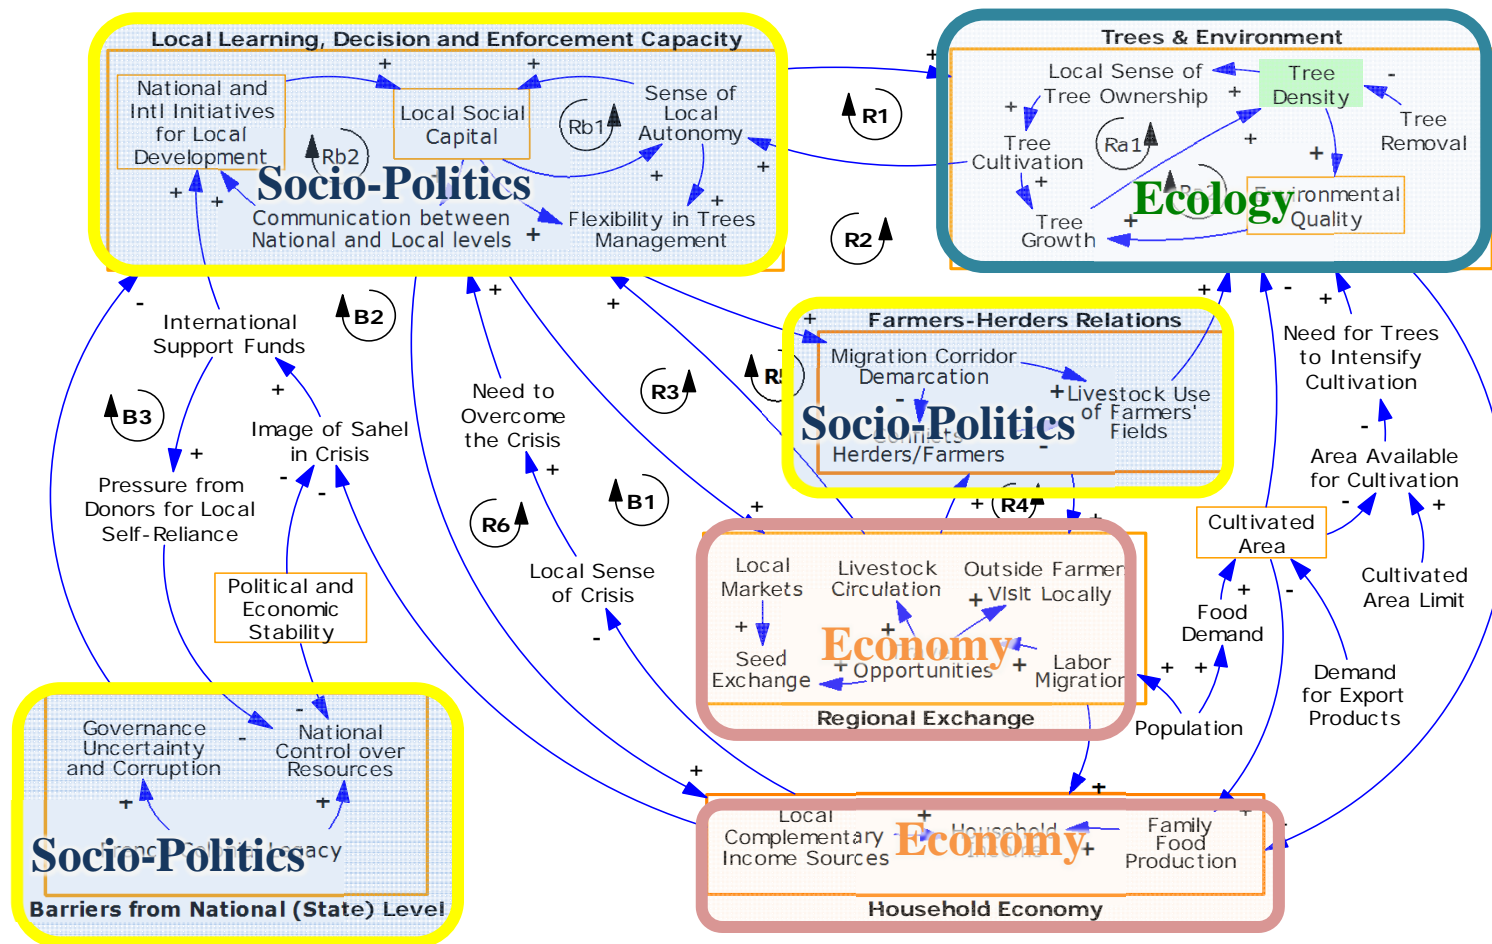 Local Learning, Decision and Enforcement Capacity
National and
Intl Initiatives
for Local
Development
Local Social
Capital
Sense of
Local
Autonomy
Rb1
Rb2
Socio-Politics
Communication between
National and Local levels
Flexibility in Trees
Management
+
+
+
+
+
+
+
+
R1
R2
+
+
Trees & Environment
Local Sense of
Tree Ownership
Tree
Density
Tree
Removal
Tree
Cultivation
Ra1
Ecology
Environmental
Quality
Tree
Growth
+
+
-
+
+
+
+
International
Support Funds
B2
B3
Image of Sahel
in Crisis
Pressure from
Donors for Local
Self-Reliance
Political and
Economic
Stability
-
+
+
-
-
-
-
Need to
Overcome
the Crisis
R6
B1
R3
Local Sense
of Crisis
+
+
-
+
+
Farmers-Herders Relations
Migration Corridor
Demarcation
Livestock Use
of Farmers'
Fields
Socio-Politics
Conflicts
Herders/Farmers
R4
+
-
-
+
+
+
Need for Trees
to Intensify
Cultivation
Area Available
for Cultivation
Cultivated
Area
Cultivated
Area Limit
Food
Demand
Demand
for Export
Products
Population
+
-
+
-
-
+
+
-
+
+
Local
Markets
Livestock
Circulation
Outside Farmer
Visit Locally
Economy
Seed
Exchange
Opportunities
Labor
Migration
Regional Exchange
+
+
+
+
+
+
Governance
Uncertainty
and Corruption
National
Control over
Resources
Socio-Politics
French Colonial Legacy
Barriers from National (State) Level
+
+
Local
Complementary
Income Sources
Economy
Household
Income
Family
Food
Production
Household Economy
+
+
+
+